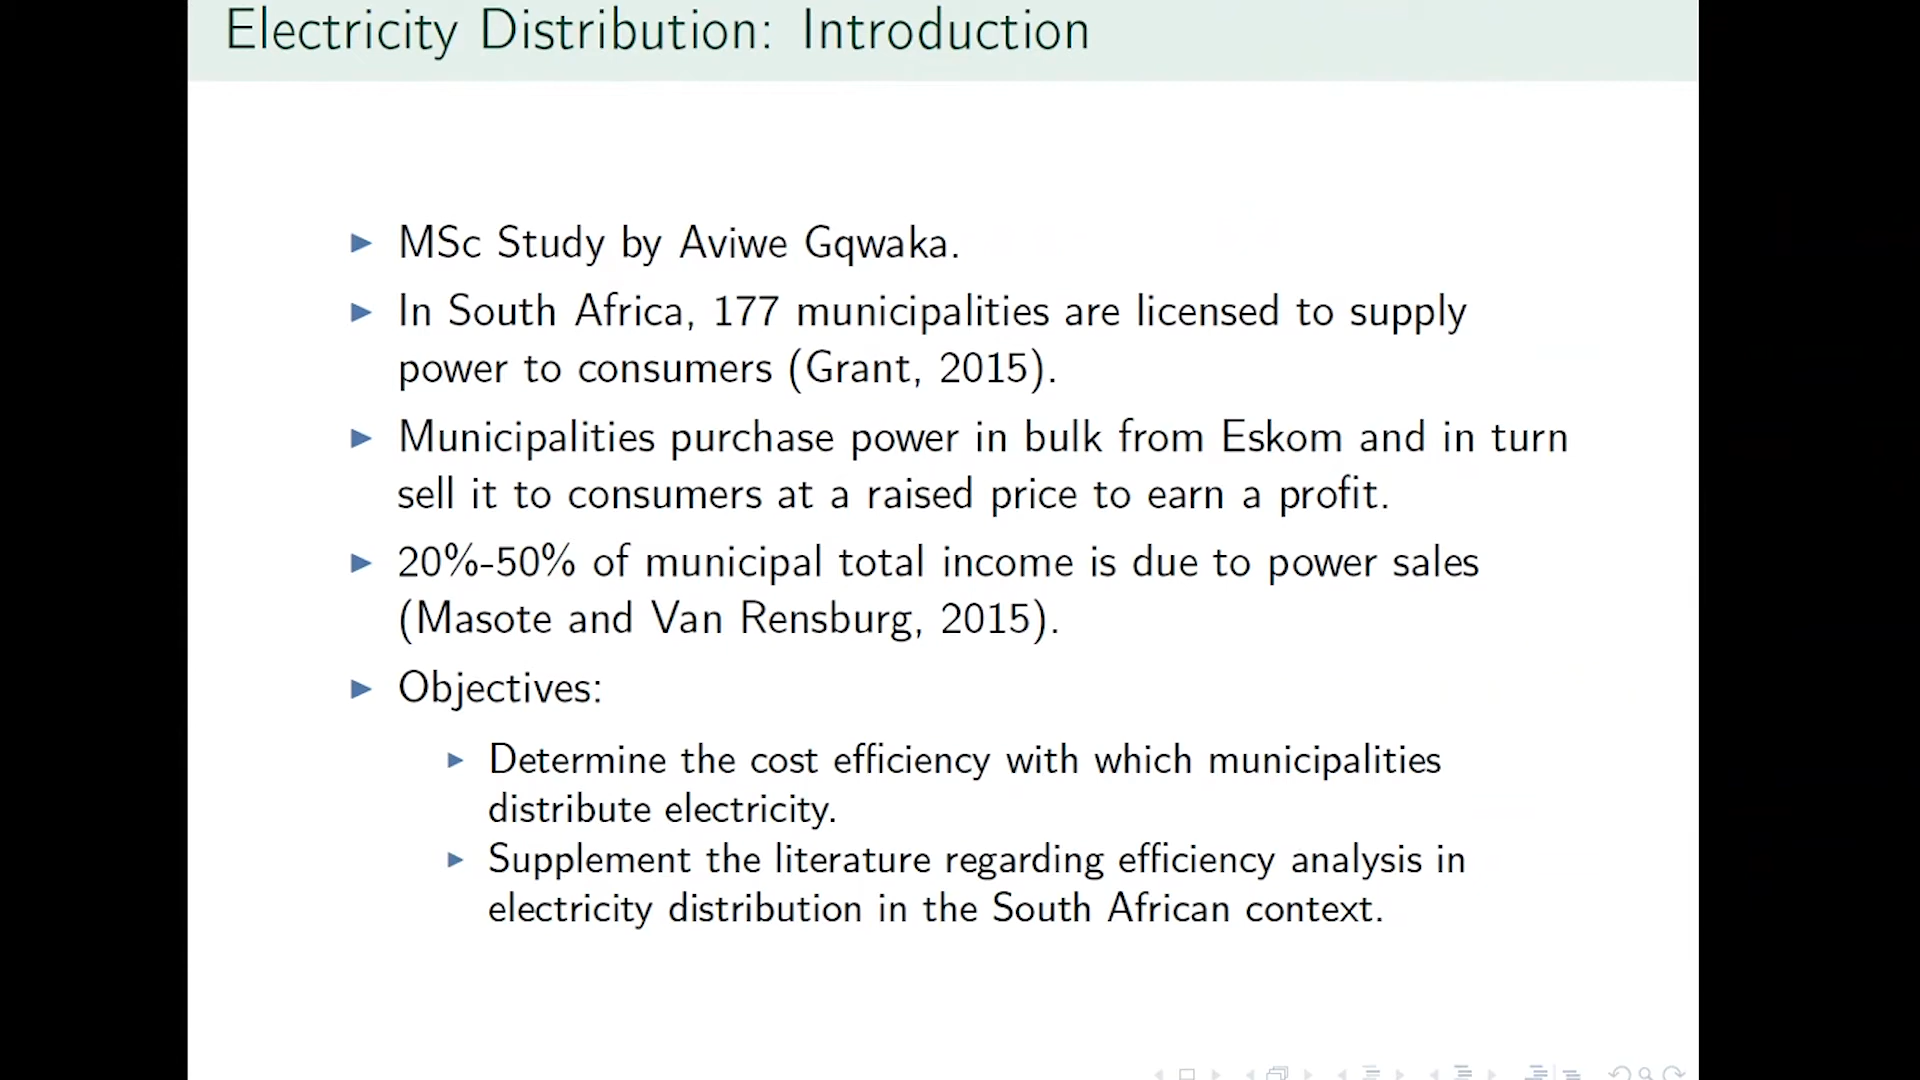 Electricity Distribution: Introduction
MSc Study by Aviwe Gqwaka.
In South Africa, 177 municipalities are licensed to supply
power to consumers (Grant, 2015).
Municipalities purchase power in bulk from Eskom and in turn
sell it to consumers at a raised price to earn a profit.
20%-50% of municipal total income is due to power sales
(Masote and Van Rensburg, 2015).
Objectives:
Determine the cost efficiency with which municipalities
distribute electricity.
Supplement the literature regarding efficiency analysis in
electricity distribution in the South African context.